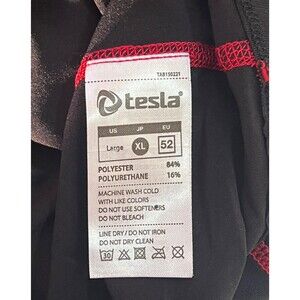 TAB150221
tesla
US JP EU
Large XL 52
POLYESTER 84%
POLYURETHANE 16%
MACHINE WASH COLD
WITH LIKE COLORS
DO NOT USE SOFTENERS
DO NOT BLEACH
LINE DRY / DO NOT IRON
DO NOT DRY CLEAN
30